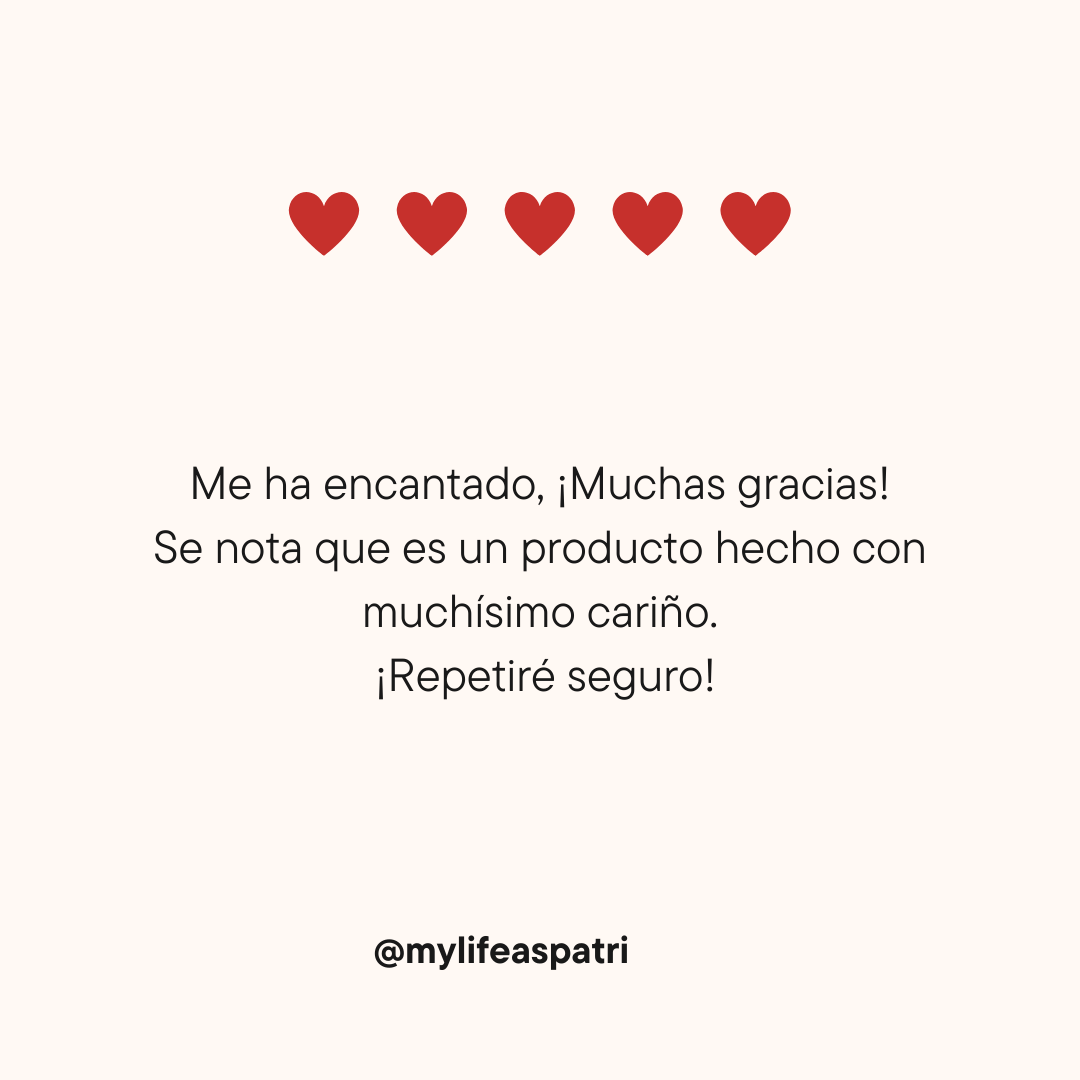 Me ha encantado, ¡Muchas gracias!
Se nota que es un producto hecho con
muchísimo cariño.
¡Repetiré seguro!
@mylifeaspatri